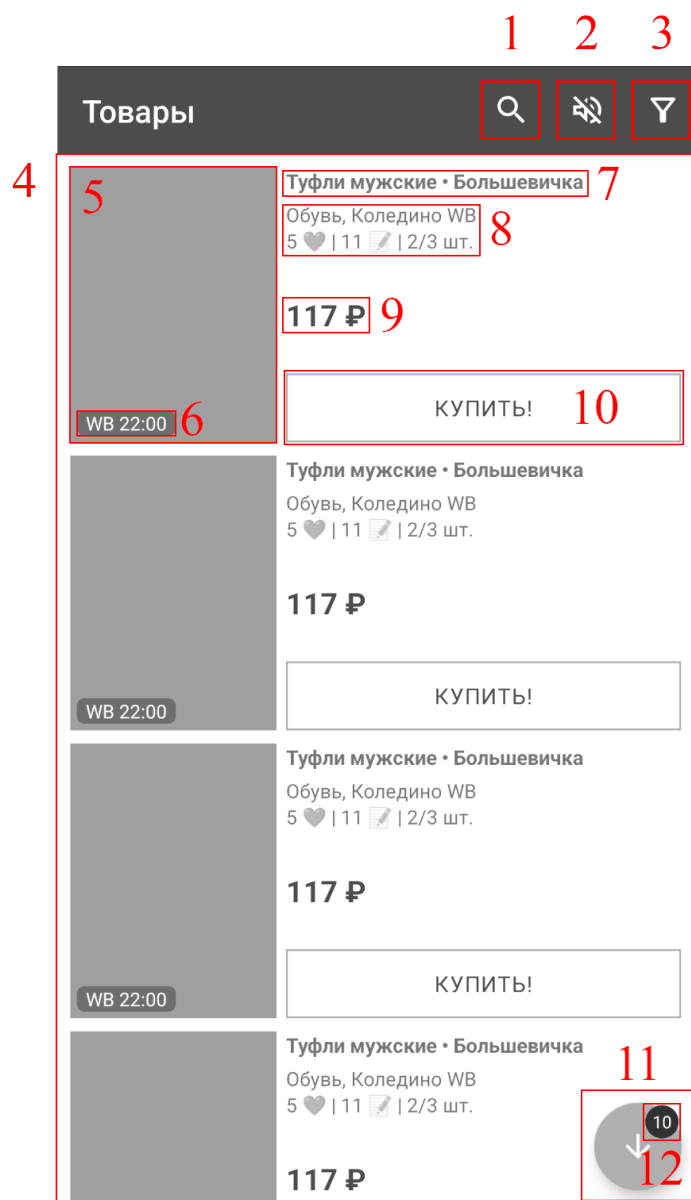 1 2 3
Товары
4
5
Туфли мужские • Большевичка
7
Обувь, Коледино WB
5 🩶 | 11 📝 | 2/3 шт.
8
117 ₽
9
WB 22:00
6
КУПИТЬ!
10
Туфли мужские • Большевичка
Обувь, Коледино WB
5 🩶 | 11 📝 | 2/3 шт.
117 ₽
WB 22:00
КУПИТЬ!
Туфли мужские • Большевичка
Обувь, Коледино WB
5 🩶 | 11 📝 | 2/3 шт.
117 ₽
WB 22:00
КУПИТЬ!
Туфли мужские • Большевичка
Обувь, Коледино WB
5 🩶 | 11 📝 | 2/3 шт.
117 ₽
11
10
12